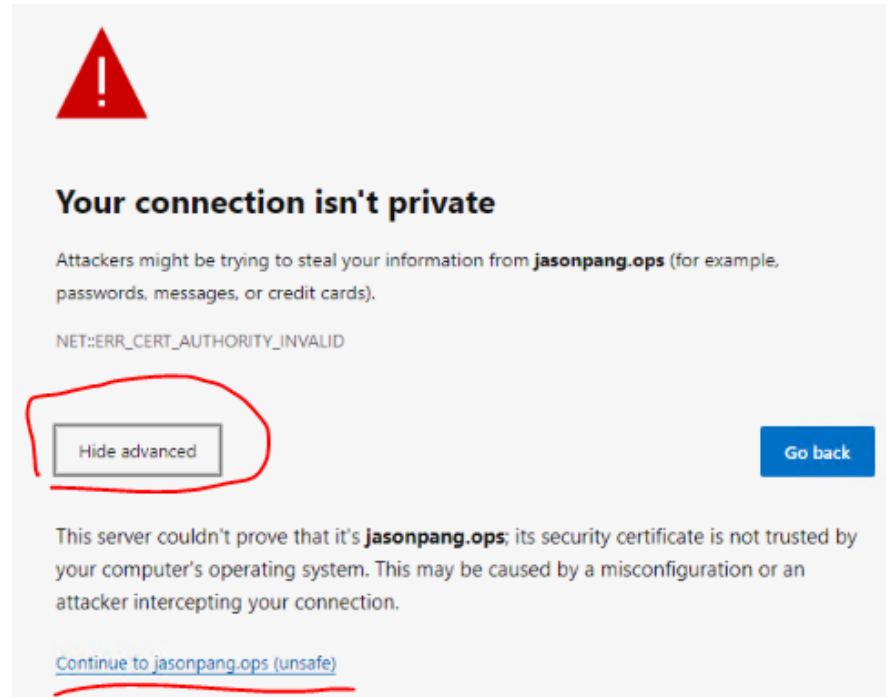 Your connection isn't private
Attackers might be trying to steal your information from jasonpang.ops (for example,
passwords, messages, or credit cards).
NET::ERR_CERT_AUTHORITY_INVALID
Hide advanced
Go back
This server couldn't prove that it's jasonpang.ops; its security certificate is not trusted by
your computer's operating system. This may be caused by a misconfiguration or an
attacker intercepting your connection.
Continue to jasonpang.ops (unsafe)